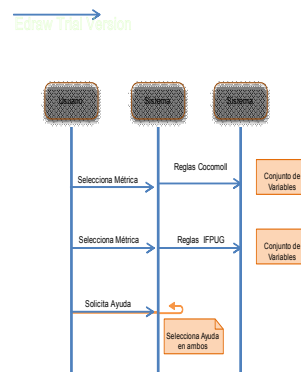 Edraw Trial Version
Usuario
Sistema
Sistema
Reglas CocomoII
Selecciona Métrica
Conjunto de
Variables
Selecciona Métrica
Reglas IFPUG
Conjunto de
Variables
Solicita Ayuda
Selecciona Ayuda
en ambos